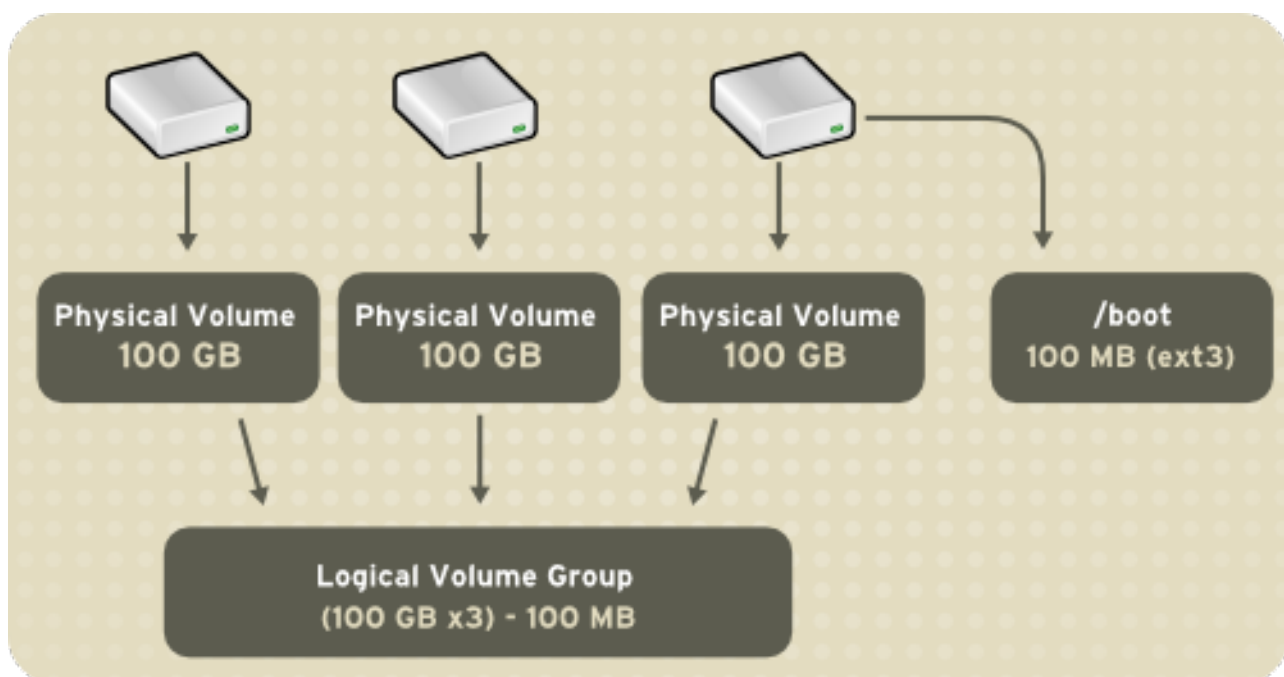 Physical Volume
100 GB
Physical Volume
100 GB
Physical Volume
100 GB
/boot
100 MB (ext3)
Logical Volume Group
(100 GB x3) - 100 MB